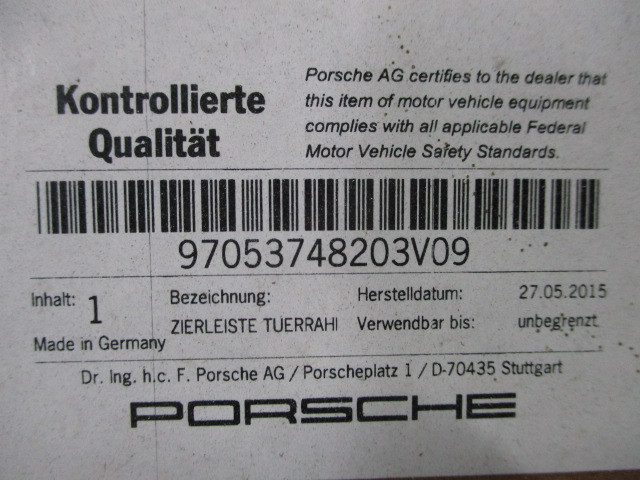 Kontrollierte
Qualität
Porsche AG certifies to the dealer that
this item of motor vehicle equipment
complies with all applicable Federal
Motor Vehicle Safety Standards.
97053748203V09
Inhalt: 1
Bezeichnung:
Herstelldatum: 27.05.2015
ZIERLEISTE TUERRAHI
Verwendbar bis: unbegrenzt
Made in Germany
Dr. Ing. h.c. F. Porsche AG / Porscheplatz 1 / D-70435 Stuttgart
PORSCHE